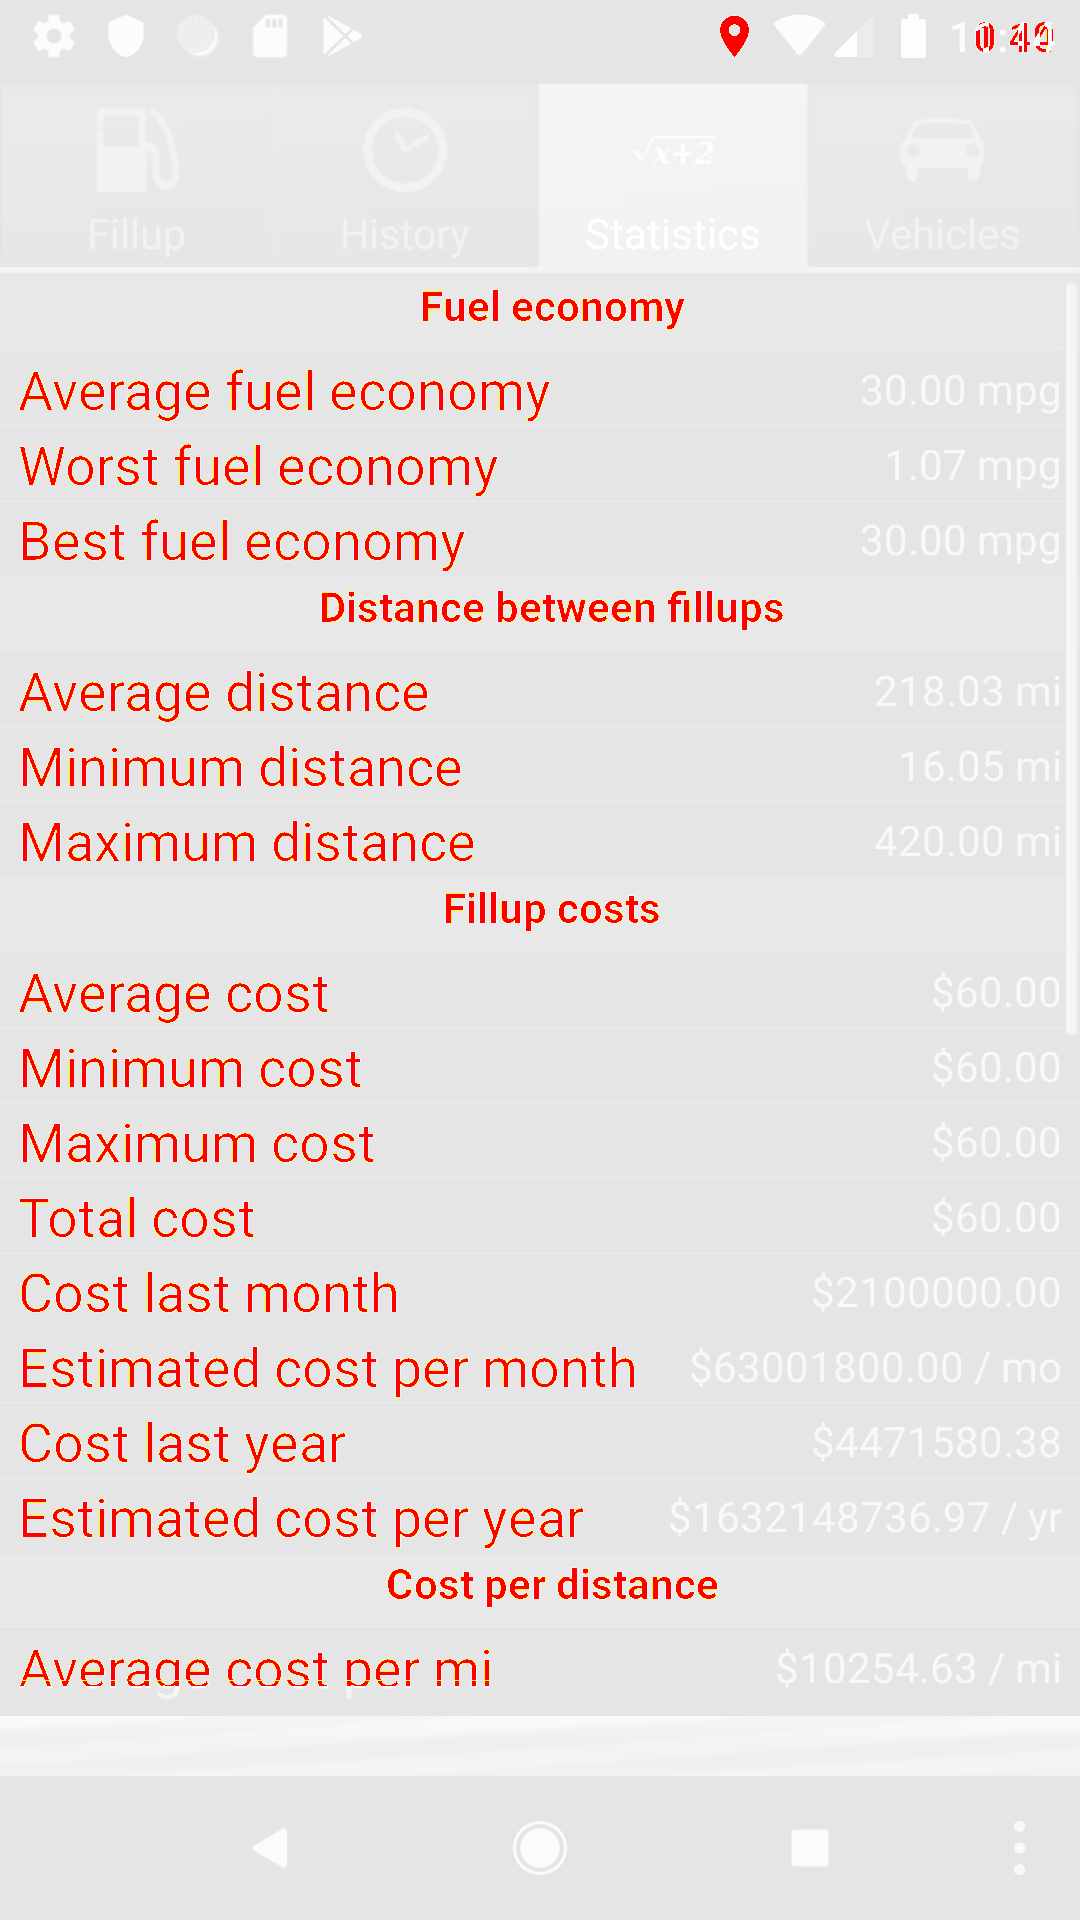 √x+2
Fillup History Statistics Vehicles
Fuel economy
Average fuel economy 30.00 mpg
Worst fuel economy 1.07 mpg
Best fuel economy 30.00 mpg
Distance between fillups
Average distance 218.03 mi
Minimum distance 16.05 mi
Maximum distance 420.00 mi
Fillup costs
Average cost $60.00
Minimum cost $60.00
Maximum cost $60.00
Total cost $60.00
Cost last month $2100000.00
Estimated cost per month $63001800.00 / mo
Cost last year $4471580.38
Estimated cost per year $1632148736.97 / yr
Cost per distance
Average cost per mi $10254.63 / mi